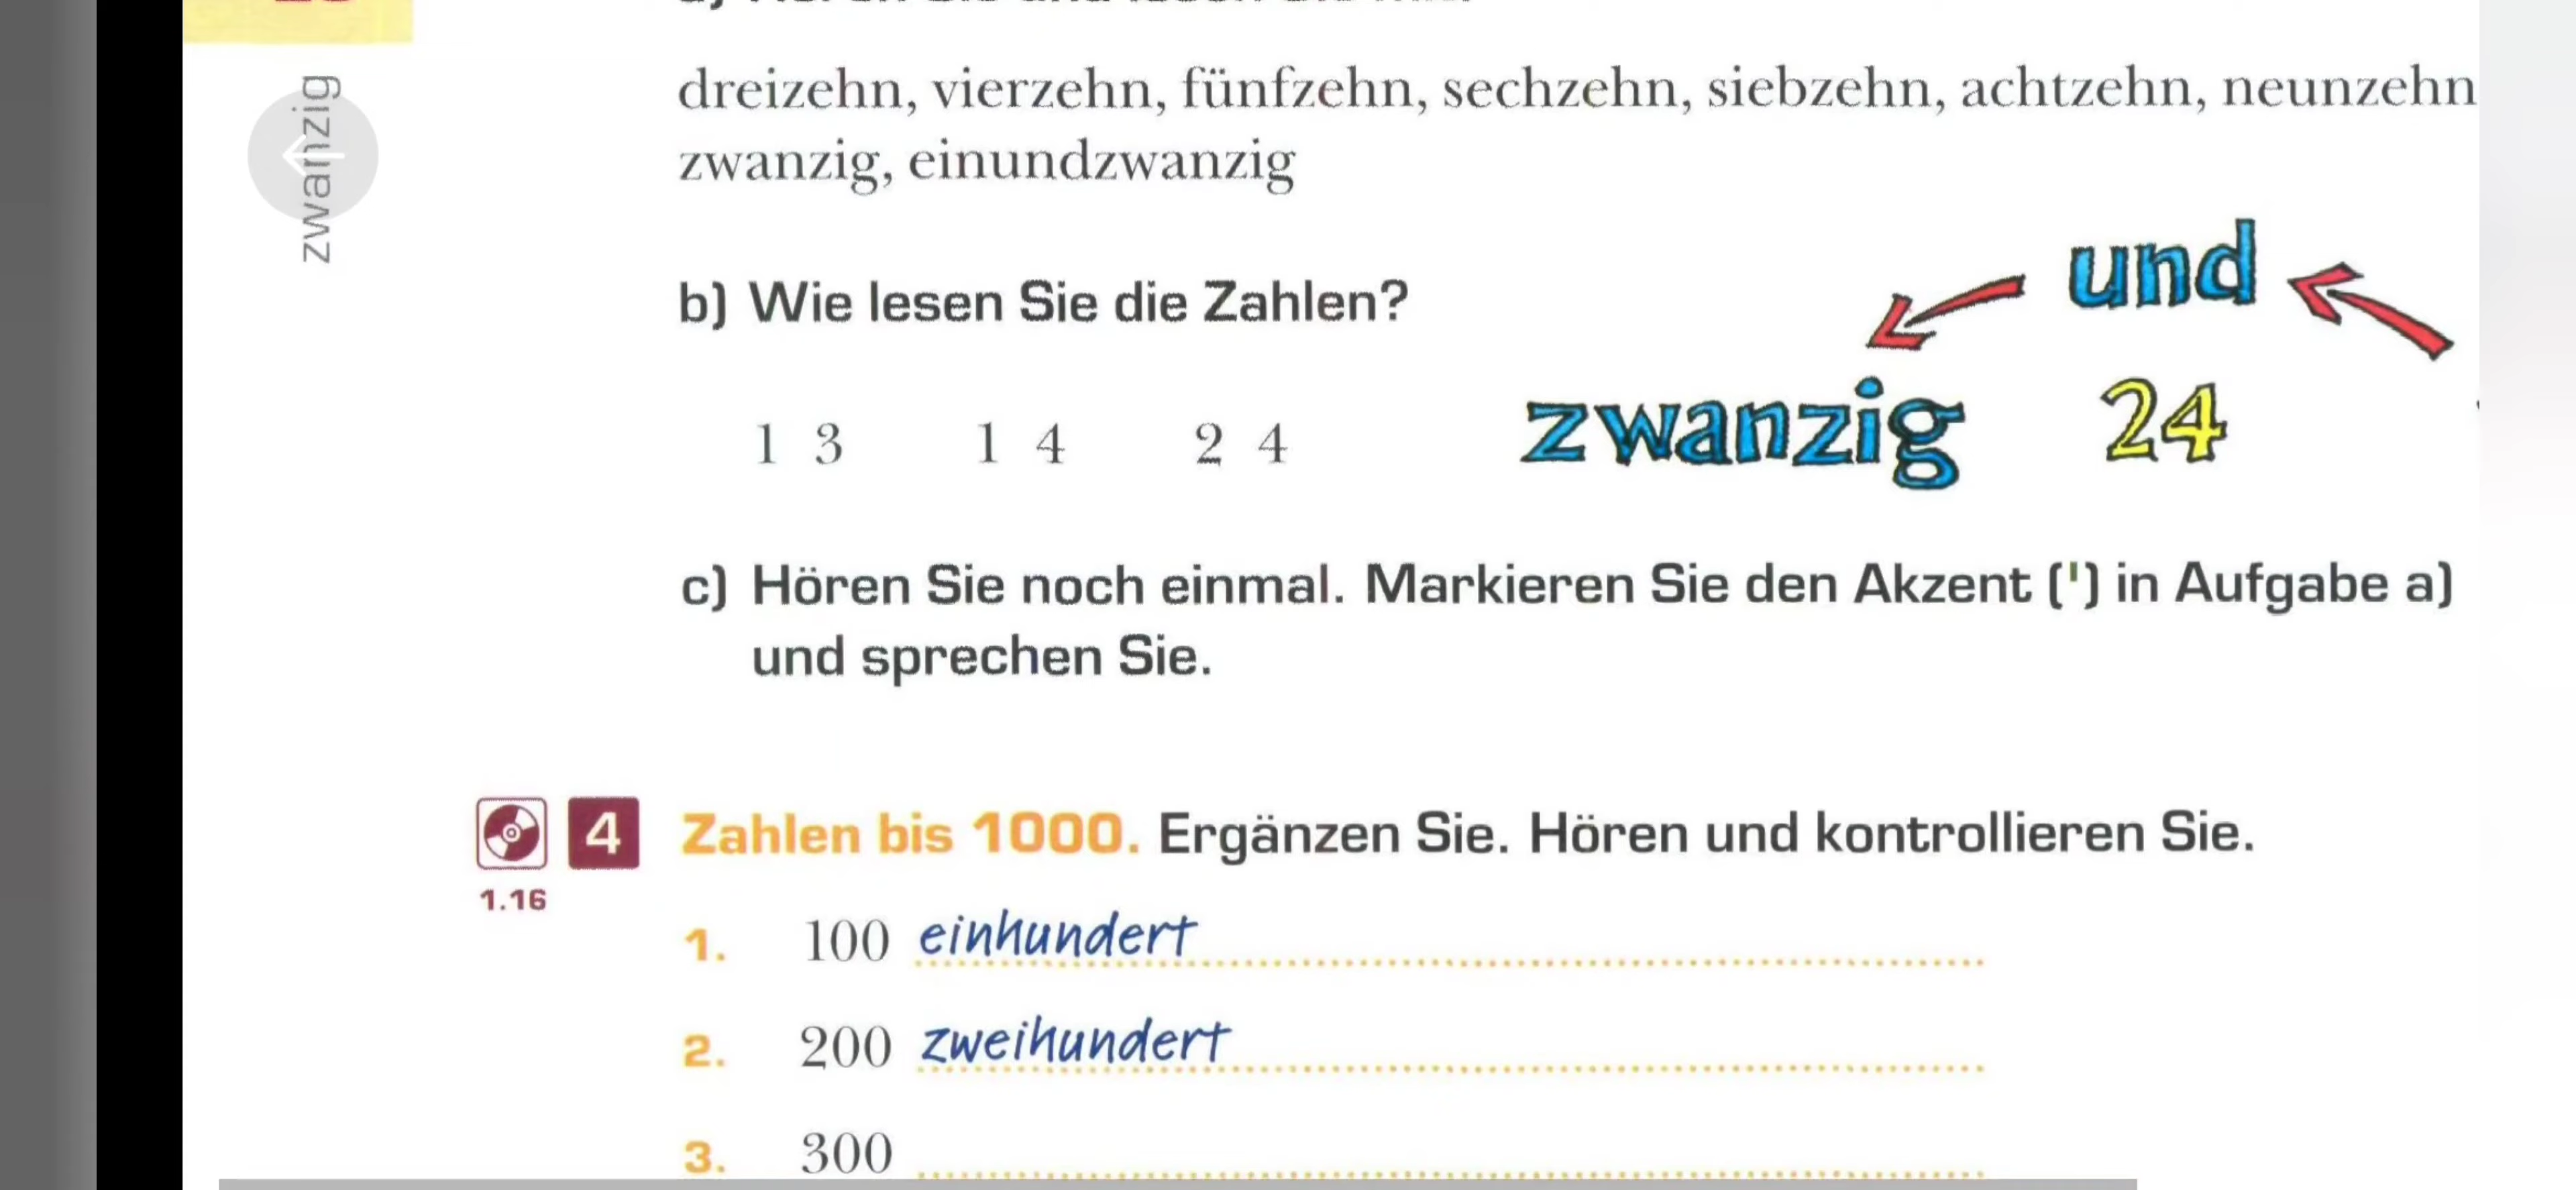 zwanzig
dreizehn, vierzehn, fünfzehn, sechzehn, siebzehn, achtzehn, neunzehn
zwanzig, einundzwanzig
b) Wie lesen Sie die Zahlen?
und
1 3 1 4 2 4
zwanzig 24
c) Hören Sie noch einmal. Markieren Sie den Akzent (') in Aufgabe a)
und sprechen Sie.
4 Zahlen bis 1000. Ergänzen Sie. Hören und kontrollieren Sie.
1.16
1. 100 einhundert
2. 200 zweihundert
3. 300